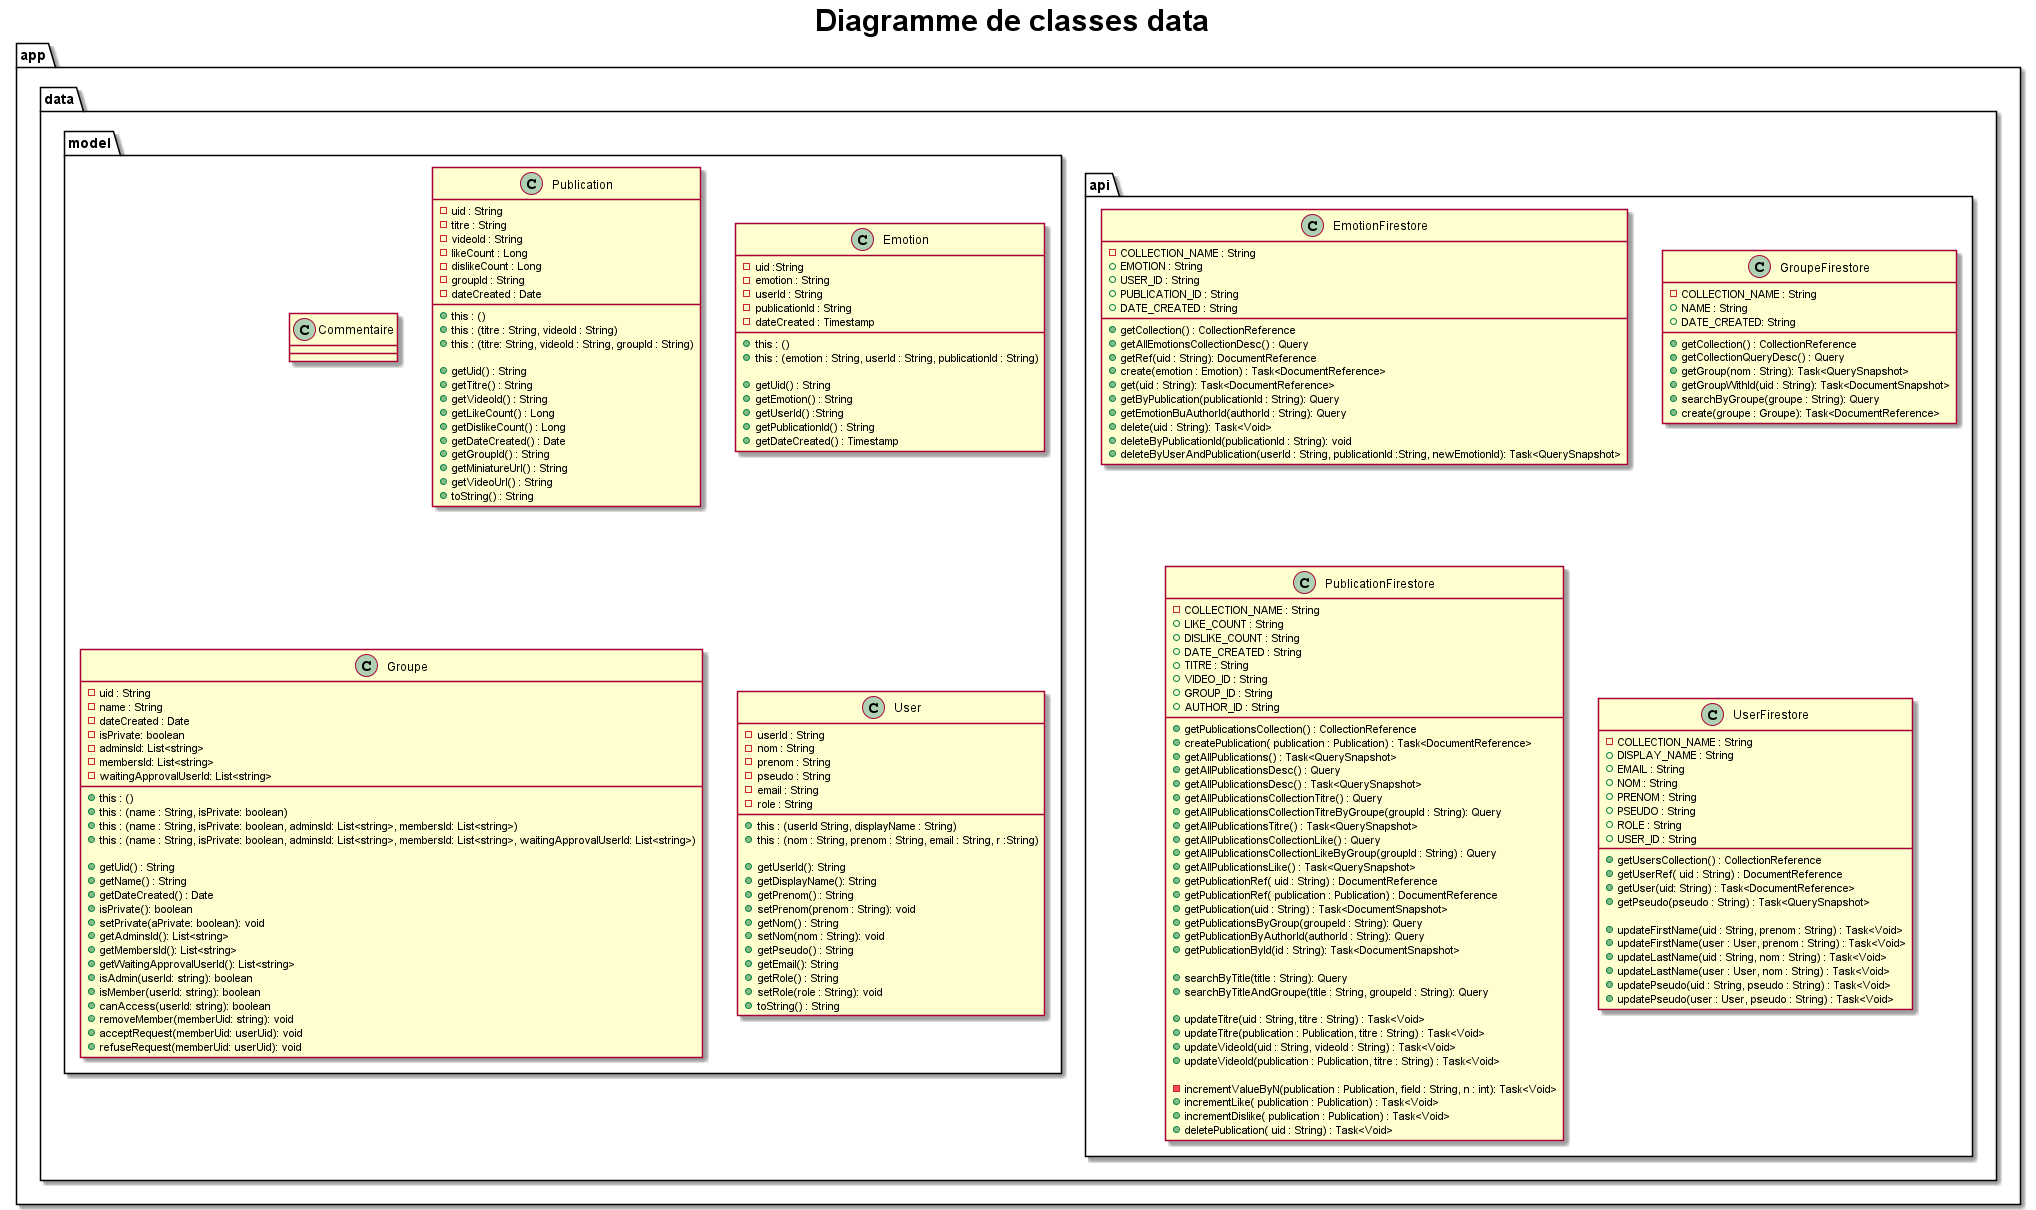 Diagramme de classes data
app
data
model
C Commentaire
C Publication
uid : String
titre : String
videoId : String
likeCount : Long
dislikeCount : Long
groupId : String
dateCreated : Date
this : ()
this : (titre : String, videoId : String)
this : (titre: String, videoId : String, groupId : String)
getUid() : String
getTitre() : String
getVideoId() : String
getLikeCount() : Long
getDislikeCount() : Long
getDateCreated() : Date
getGroupId() : String
getMiniatureUrl() : String
getVideoUrl() : String
toString() : String
C Emotion
uid :String
emotion : String
userId : String
publicationId : String
dateCreated : Timestamp
this : ()
this : (emotion : String, userId : String, publicationId : String)
getUid() : String
getEmotion() : String
getUserId() :String
getPublicationId() : String
getDateCreated() : Timestamp
C Groupe
uid : String
name : String
dateCreated : Date
isPrivate: boolean
adminsId: List<string>
membersId: List<string>
waitingApprovalUserId: List<string>
this : ()
this : (name : String, isPrivate: boolean)
this : (name : String, isPrivate: boolean, adminsId: List<string>, membersId: List<string>)
this : (name : String, isPrivate: boolean, adminsId: List<string>, membersId: List<string>, waitingApprovalUserId: List<string>)
getUid() : String
getName() : String
getDateCreated() : Date
isPrivate(): boolean
setPrivate(aPrivate: boolean): void
getAdminsId(): List<string>
getMembersId(): List<string>
getWaitingApprovalUserId(): List<string>
isAdmin(userId: string): boolean
isMember(userId: string): boolean
canAccess(userId: string): boolean
removeMember(memberUid: string): void
acceptRequest(memberUid: userUid): void
refuseRequest(memberUid: userUid): void
C User
userId : String
nom : String
prenom : String
pseudo : String
email : String
role : String
this : (userId String, displayName : String)
this : (nom : String, prenom : String, email : String, r :String)
getUserId(): String
getDisplayName(): String
getPrenom() : String
setPrenom(prenom : String): void
getNom() : String
setNom(nom : String): void
getPseudo() : String
getEmail(): String
getRole() : String
setRole(role : String): void
toString() : String
api
C EmotionFirestore
COLLECTION_NAME : String
EMOTION : String
USER_ID : String
PUBLICATION_ID : String
DATE_CREATED : String
getCollection() : CollectionReference
getAllEmotionsCollectionDesc() : Query
getRef(uid : String): DocumentReference
create(emotion : Emotion) : Task<DocumentReference>
get(uid : String): Task<DocumentReference>
getByPublication(publicationId : String): Query
getEmotionBuAuthorId(authorId : String): Query
delete(uid : String): Task<Void>
deleteByPublicationId(publicationId : String): void
deleteByUserAndPublication(userId : String, publicationId :String, newEmotionId): Task<QuerySnapshot>
C GroupeFirestore
COLLECTION_NAME : String
NAME : String
DATE_CREATED: String
getCollection() : CollectionReference
getCollectionQueryDesc() : Query
getGroup(nom : String): Task<QuerySnapshot>
getGroupWithId(uid : String): Task<DocumentSnapshot>
searchByGroupe(groupe : String): Query
create(groupe : Groupe): Task<DocumentReference>
C PublicationFirestore
COLLECTION_NAME : String
LIKE_COUNT : String
DISLIKE_COUNT : String
DATE_CREATED : String
TITRE : String
VIDEO_ID : String
GROUP_ID : String
AUTHOR_ID : String
getPublicationsCollection() : CollectionReference
createPublication( publication : Publication) : Task<DocumentReference>
getAllPublications() : Task<QuerySnapshot>
getAllPublicationsDesc() : Query
getAllPublicationsDesc() : Task<QuerySnapshot>
getAllPublicationsCollectionTitre() : Query
getAllPublicationsCollectionTitreByGroupe(groupId : String): Query
getAllPublicationsTitre() : Task<QuerySnapshot>
getAllPublicationsCollectionLike() : Query
getAllPublicationsCollectionLikeByGroup(groupId : String) : Query
getAllPublicationsLike() : Task<QuerySnapshot>
getPublicationRef( uid : String) : DocumentReference
getPublicationRef( publication : Publication) : DocumentReference
getPublication(uid : String) : Task<DocumentSnapshot>
getPublicationsByGroup(groupeId : String): Query
getPublicationByAuthorId(authorId : String): Query
getPublicationById(id : String): Task<DocumentSnapshot>
searchByTitle(title : String): Query
searchByTitleAndGroupe(title : String, groupeId : String): Query
updateTitre(uid : String, titre : String) : Task<Void>
updateTitre(publication : Publication, titre : String) : Task<Void>
updateVideoId(uid : String, videoId : String) : Task<Void>
updateVideoId(publication : Publication, titre : String) : Task<Void>
incrementValueByN(publication : Publication, field : String, n : int): Task<Void>
incrementLike( publication : Publication) : Task<Void>
incrementDislike( publication : Publication) : Task<Void>
deletePublication( uid : String) : Task<Void>
C UserFirestore
COLLECTION_NAME : String
DISPLAY_NAME : String
EMAIL : String
NOM : String
PRENOM : String
PSEUDO : String
ROLE : String
USER_ID : String
getUsersCollection() : CollectionReference
getUserRef( uid : String) : DocumentReference
getUser(uid: String) : Task<DocumentReference>
getPseudo(pseudo : String) : Task<QuerySnapshot>
updateFirstName(uid : String, prenom : String) : Task<Void>
updateFirstName(user : User, prenom : String) : Task<Void>
updateLastName(uid : String, nom : String) : Task<Void>
updateLastName(user : User, nom : String) : Task<Void>
updatePseudo(uid : String, pseudo : String) : Task<Void>
updatePseudo(user : User, pseudo : String) : Task<Void>